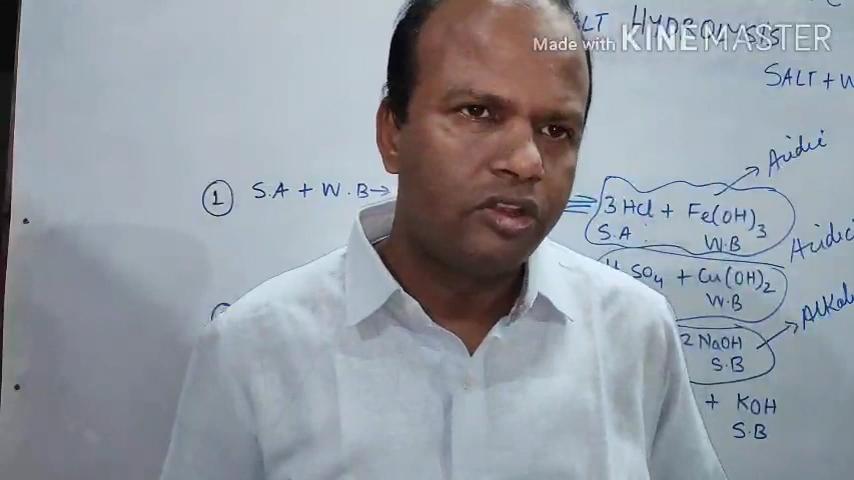 SALT HYDROLYSIS
Made with KINEMASTER
SALT + W
Acidic
1 S.A + W.B →
3 HCl + Fe(OH)3
S.A W.B
Acidic
SO4 + Cu(OH)2
W.B
Alkal
2 NaOH
S.B
+ KOH
S.B